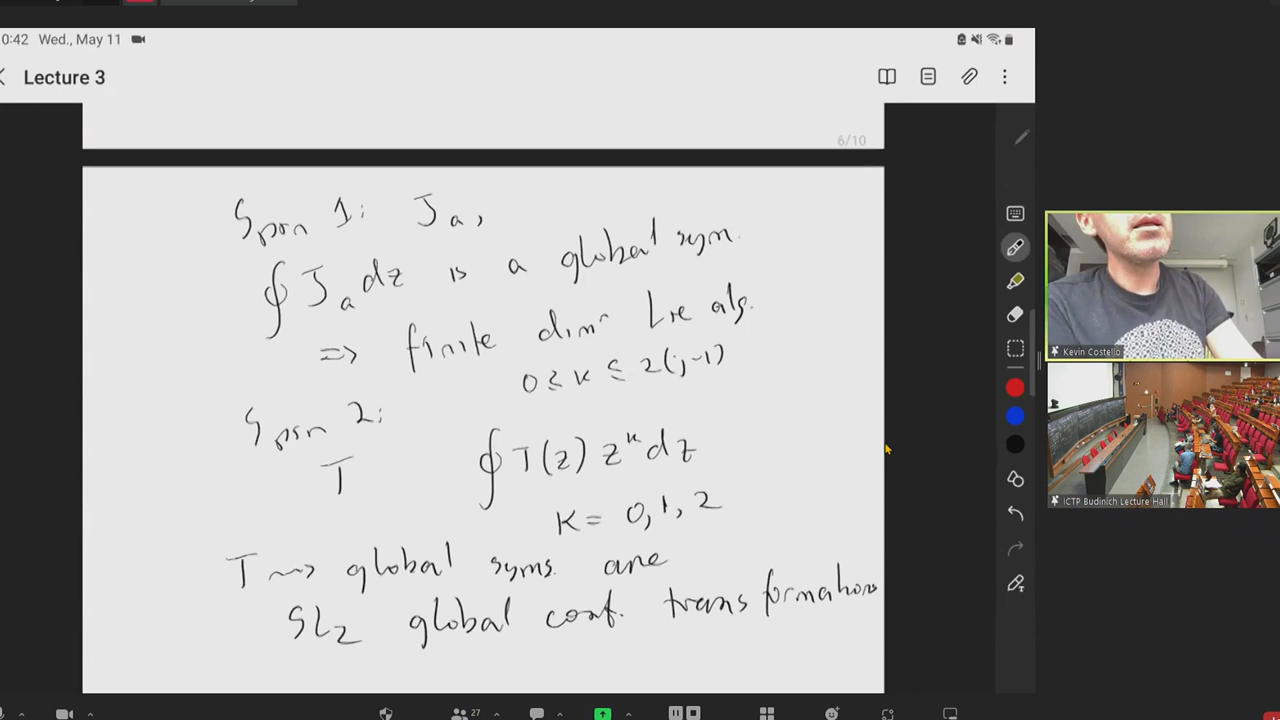 0:42 Wed., May 11
Lecture 3
6/10
Spin 1: J_a,
∮ J_a dz is a global sym.
=> finite dim^n Lie alg.
0 ≤ k ≤ 2(j-1)
Spin 2:
T
∮ T(z) z^k dz
K = 0, 1, 2
T ⇝ global syms. are
SL_2 global conf. transformations
Kevin Costello
ICTP Budinich Lecture Hall
27